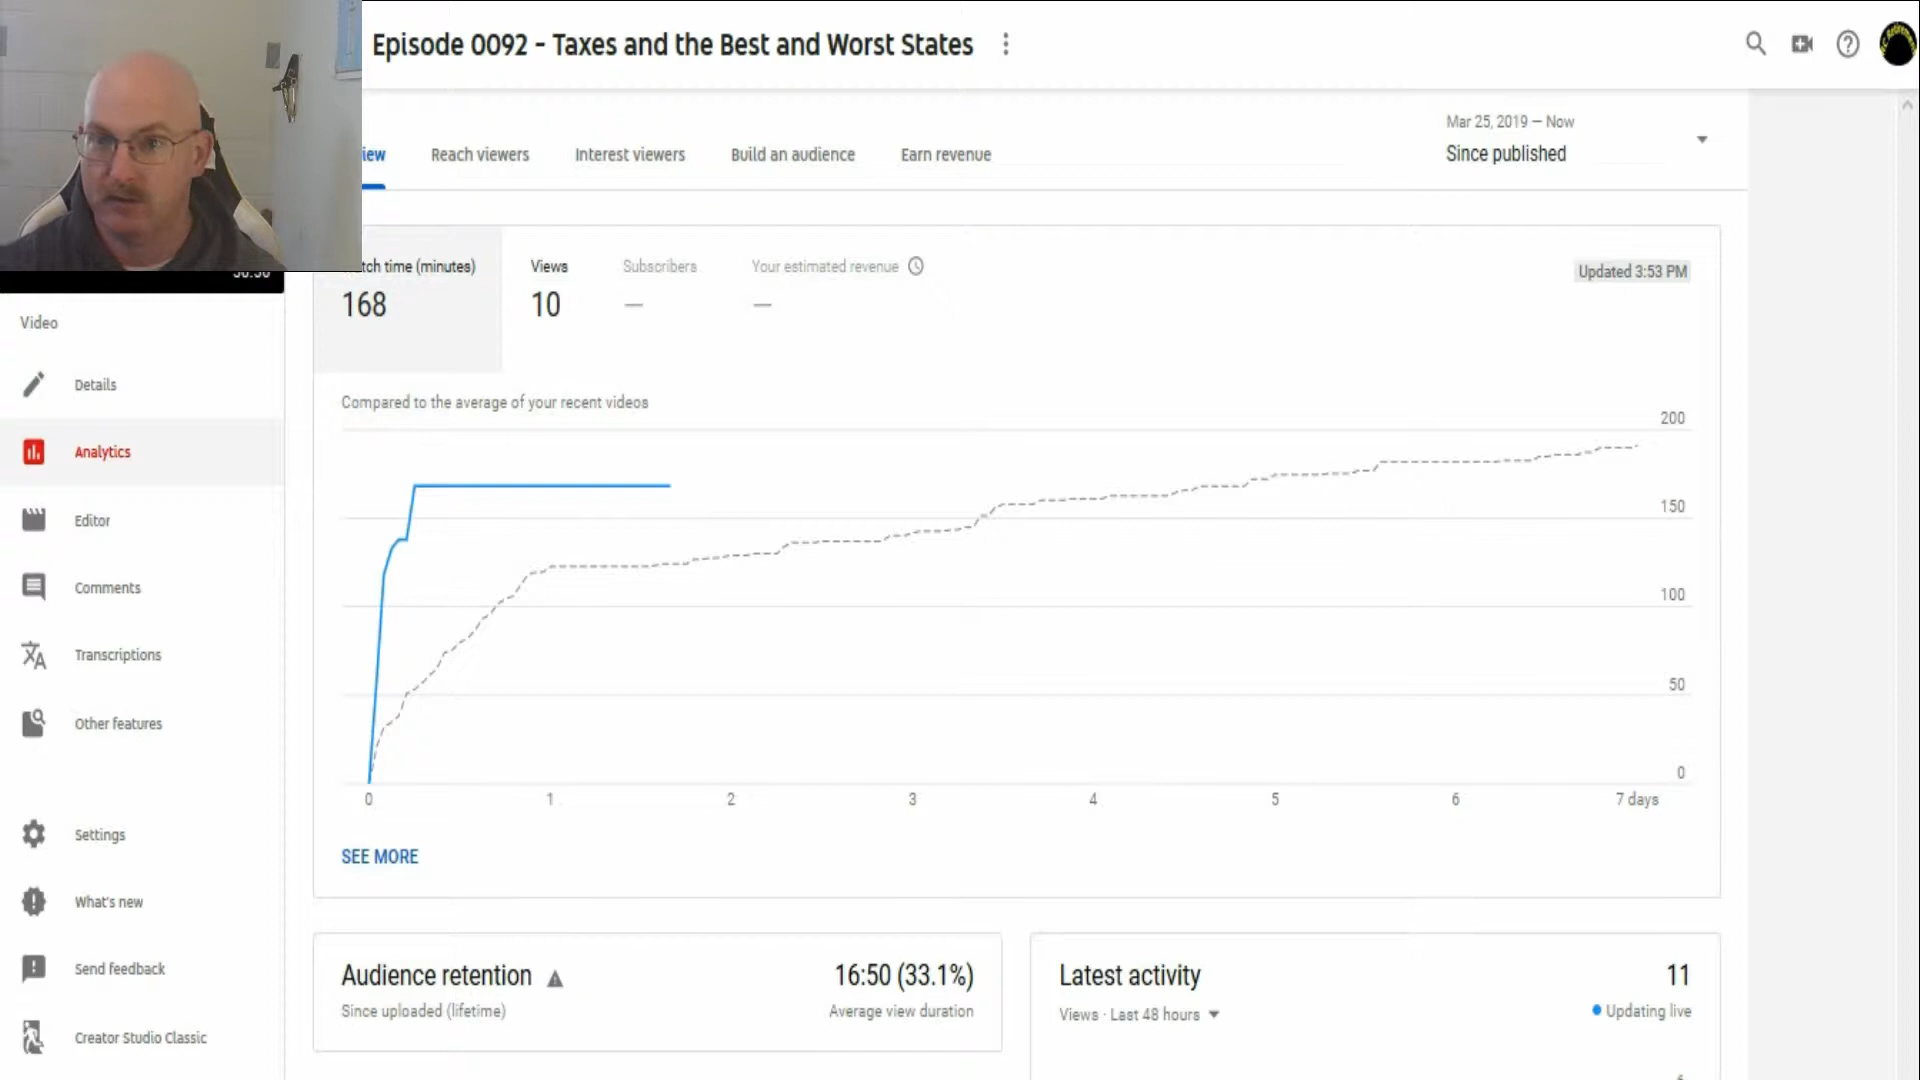 Episode 0092 - Taxes and the Best and Worst States
Mar 25, 2019 – Now
Since published
iew
Reach viewers
Interest viewers
Build an audience
Earn revenue
tch time (minutes)
168
Views
10
Subscribers
—
Your estimated revenue
—
Updated 3:53 PM
Video
Details
Analytics
Editor
Comments
Transcriptions
Other features
Settings
What's new
Send feedback
Creator Studio Classic
Compared to the average of your recent videos
200
150
100
50
0
0 1 2 3 4 5 6 7 days
SEE MORE
Audience retention
16:50 (33.1%)
Since uploaded (lifetime)
Average view duration
Latest activity
11
Views · Last 48 hours
Updating live